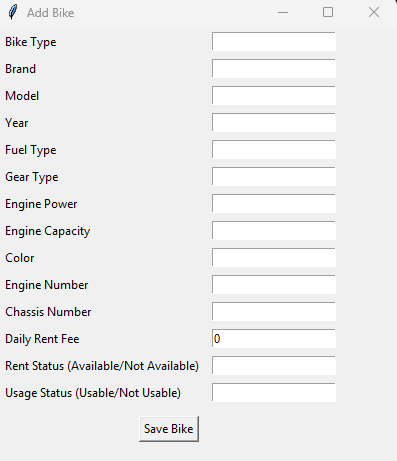 Add Bike
Bike Type
Brand
Model
Year
Fuel Type
Gear Type
Engine Power
Engine Capacity
Color
Engine Number
Chassis Number
Daily Rent Fee 0
Rent Status (Available/Not Available)
Usage Status (Usable/Not Usable)
Save Bike